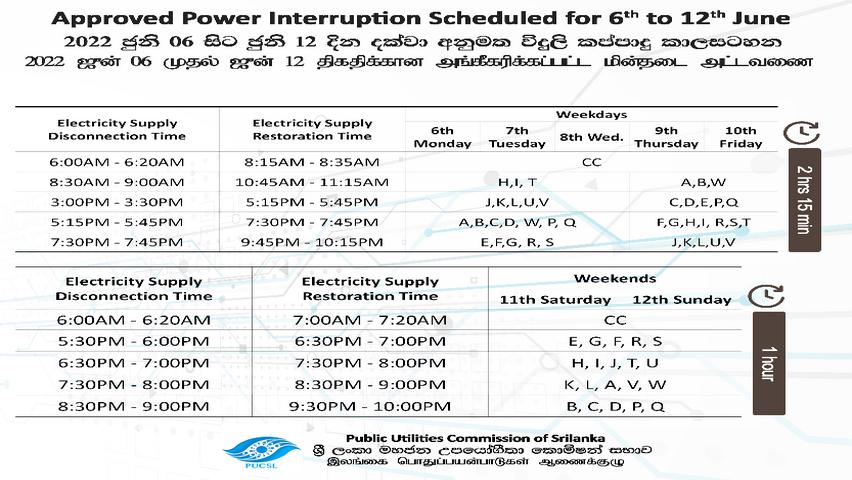 Approved Power Interruption Scheduled for 6th to 12th June
2022 ජුනි 06 සිට ජුනි 12 දින දක්වා අනුමත විදුලි කප්පාදු කාලසටහන
2022 ஜுன் 06 முதல் ஜுன் 12 திகதிக்கான அங்கீகரிக்கப்பட்ட மின்தடை அட்டவணை
Electricity Supply Disconnection Time Electricity Supply Restoration Time Weekdays
6th Monday 7th Tuesday 8th Wed. 9th Thursday 10th Friday
6:00AM - 6:20AM 8:15AM - 8:35AM CC
8:30AM - 9:00AM 10:45AM - 11:15AM H,I, T A,B,W
3:00PM - 3:30PM 5:15PM - 5:45PM J,K,L,U,V C,D,E,P,Q
5:15PM - 5:45PM 7:30PM - 7:45PM A,B,C,D, W, P, Q F,G,H,I, R,S,T
7:30PM - 7:45PM 9:45PM - 10:15PM E,F,G, R, S J,K,L,U,V
2 hrs 15 min
Electricity Supply Disconnection Time Electricity Supply Restoration Time Weekends
11th Saturday 12th Sunday
6:00AM - 6:20AM 7:00AM - 7:20AM CC
5:30PM - 6:00PM 6:30PM - 7:00PM E, G, F, R, S
6:30PM - 7:00PM 7:30PM - 8:00PM H, I, J, T, U
7:30PM - 8:00PM 8:30PM - 9:00PM K, L, A, V, W
8:30PM - 9:00PM 9:30PM - 10:00PM B, C, D, P, Q
1 hour
PUCSL
Public Utilities Commission of Srilanka
ශ්‍රී ලංකා මහජන උපයෝගීතා කොමිෂන් සභාව
இலங்கை பொதுப்பயன்பாடுகள் ஆணைக்குழு